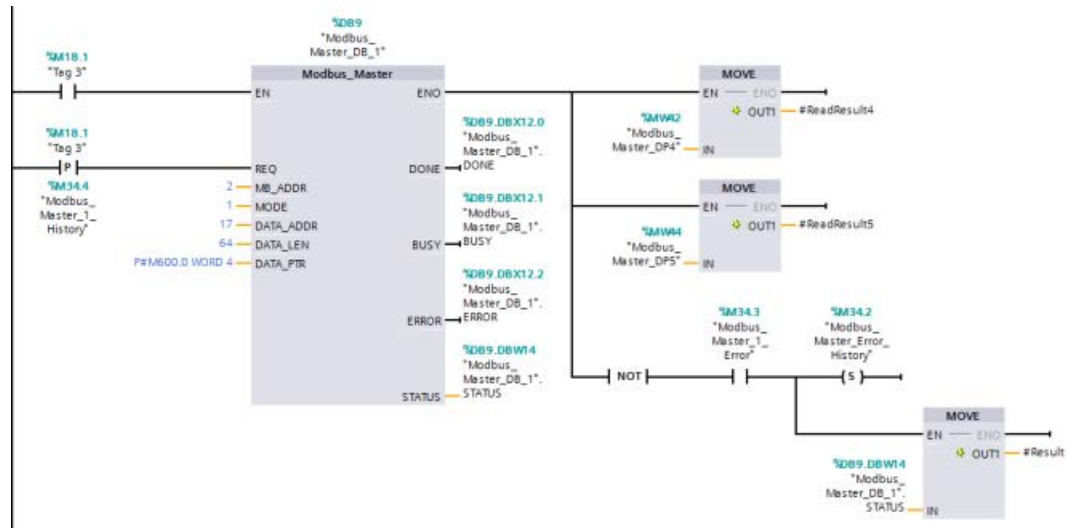 %DB9
"Modbus_
Master_DB_1"
%M18.1
"Tag 3"
Modbus_Master
EN
ENO
%M18.1
"Tag 3"
P
%M34.4
"Modbus_
Master_1_
History"
REQ
2
MB_ADDR
1
MODE
17
DATA_ADDR
64
DATA_LEN
P#M600.0 WORD 4
DATA_PTR
%DB9.DBX12.0
"Modbus_
Master_DB_1".
DONE
DONE
%DB9.DBX12.1
"Modbus_
Master_DB_1".
BUSY
BUSY
%DB9.DBX12.2
"Modbus_
Master_DB_1".
ERROR
ERROR
%DB9.DBW14
"Modbus_
Master_DB_1".
STATUS
STATUS
MOVE
EN
ENO
OUT1
#ReadResult4
%MW42
"Modbus_
Master_DP4"
IN
MOVE
EN
ENO
OUT1
#ReadResult5
%MW44
"Modbus_
Master_DP5"
IN
NOT
%M34.3
"Modbus_
Master_1_
Error"
%M34.2
"Modbus_
Master_Error_
History"
S
MOVE
EN
ENO
OUT1
#Result
%DB9.DBW14
"Modbus_
Master_DB_1".
STATUS
IN